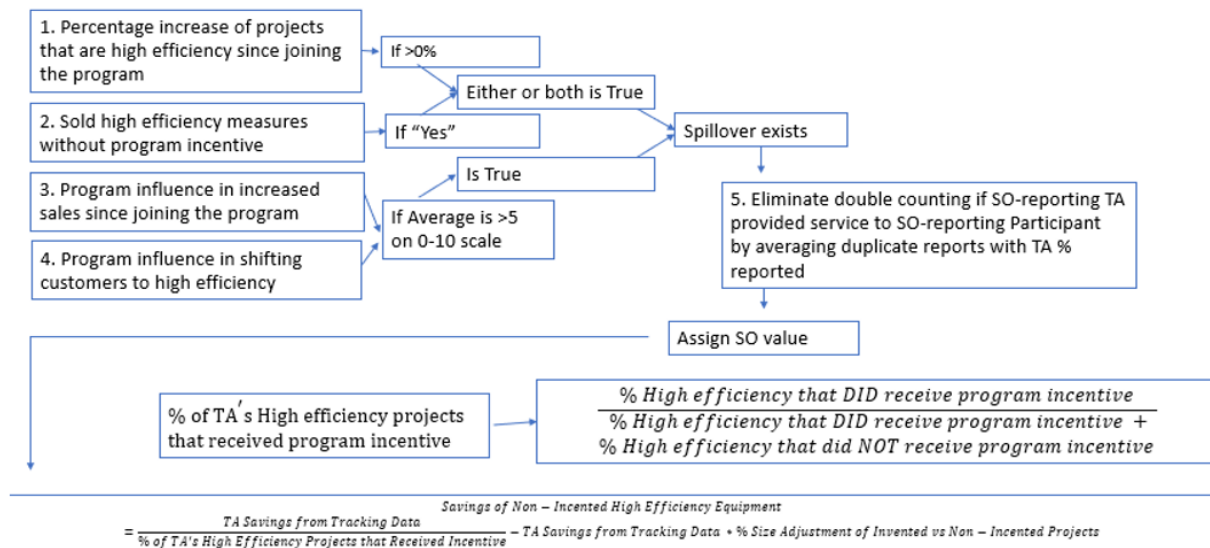 1. Percentage increase of projects
that are high efficiency since joining
the program
If >0%
Either or both is True
2. Sold high efficiency measures
without program incentive
If “Yes”
Spillover exists
Is True
3. Program influence in increased
sales since joining the program
If Average is >5
on 0-10 scale
4. Program influence in shifting
customers to high efficiency
5. Eliminate double counting if SO-reporting TA
provided service to SO-reporting Participant
by averaging duplicate reports with TA %
reported
Assign SO value
% of TA′s High efficiency projects
that received program incentive
% High efficiency that DID receive program incentive
% High efficiency that DID receive program incentive +
% High efficiency that did NOT receive program incentive
Savings of Non – Incented High Efficiency Equipment
TA Savings from Tracking Data
= % of TA's High Efficiency Projects that Received Incentive – TA Savings from Tracking Data * % Size Adjustment of Invented vs Non – Incented Projects